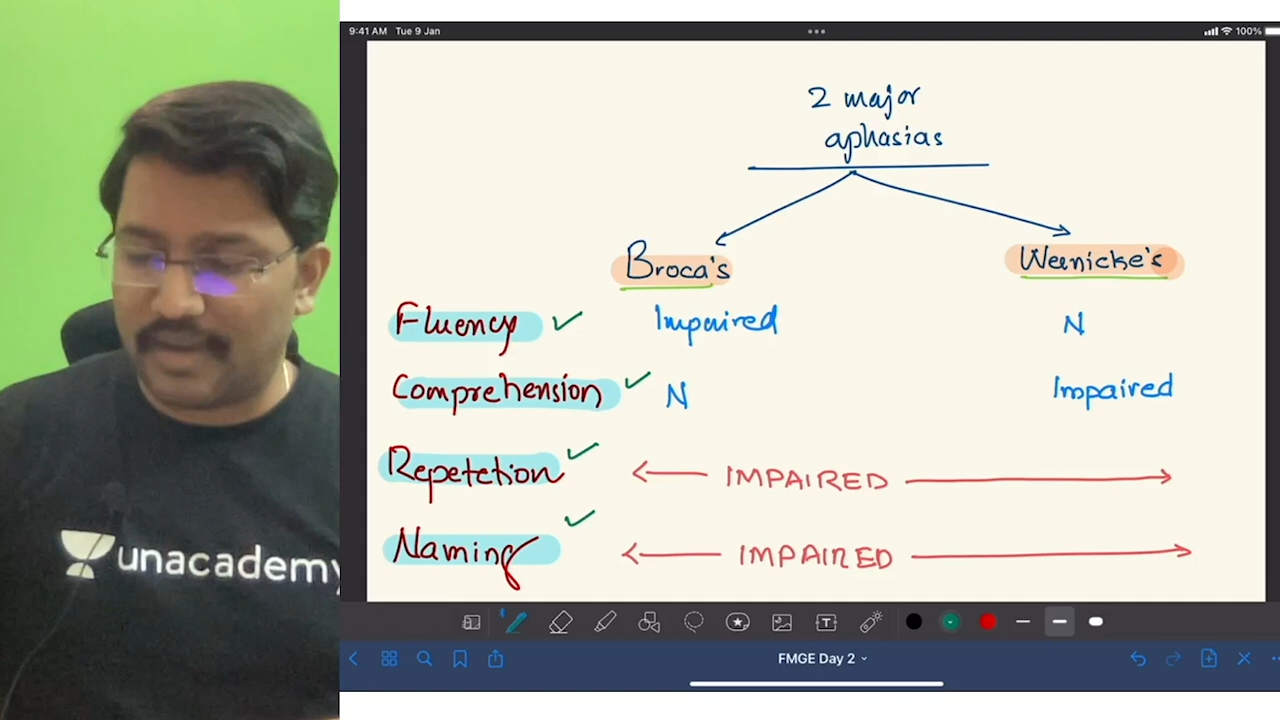 9:41 AM Tue 9 Jan
100%
2 major
aphasias
Broca's Wernicke's
Fluency Impaired N
Comprehension N Impaired
Repetetion IMPAIRED
Naming IMPAIRED
unacademy
T
FMGE Day 2